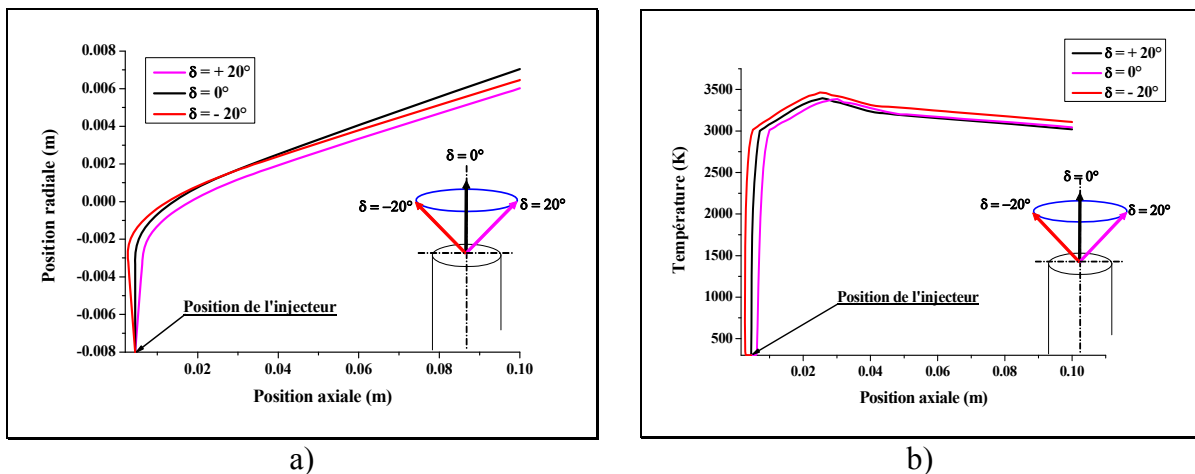 0.008
0.006
0.004
0.002
0.000
-0.002
-0.004
-0.006
-0.008
Position radiale (m)
δ = + 20°
δ = 0°
δ = - 20°
δ = 0°
δ = −20°
δ = 20°
Position de l'injecteur
0.02
0.04
0.06
0.08
0.10
Position axiale (m)
a)
3500
3000
2500
2000
1500
1000
500
Température (K)
δ = + 20°
δ = 0°
δ = - 20°
δ = 0°
δ = −20°
δ = 20°
Position de l'injecteur
0.02
0.04
0.06
0.08
0.10
Position axiale (m)
b)